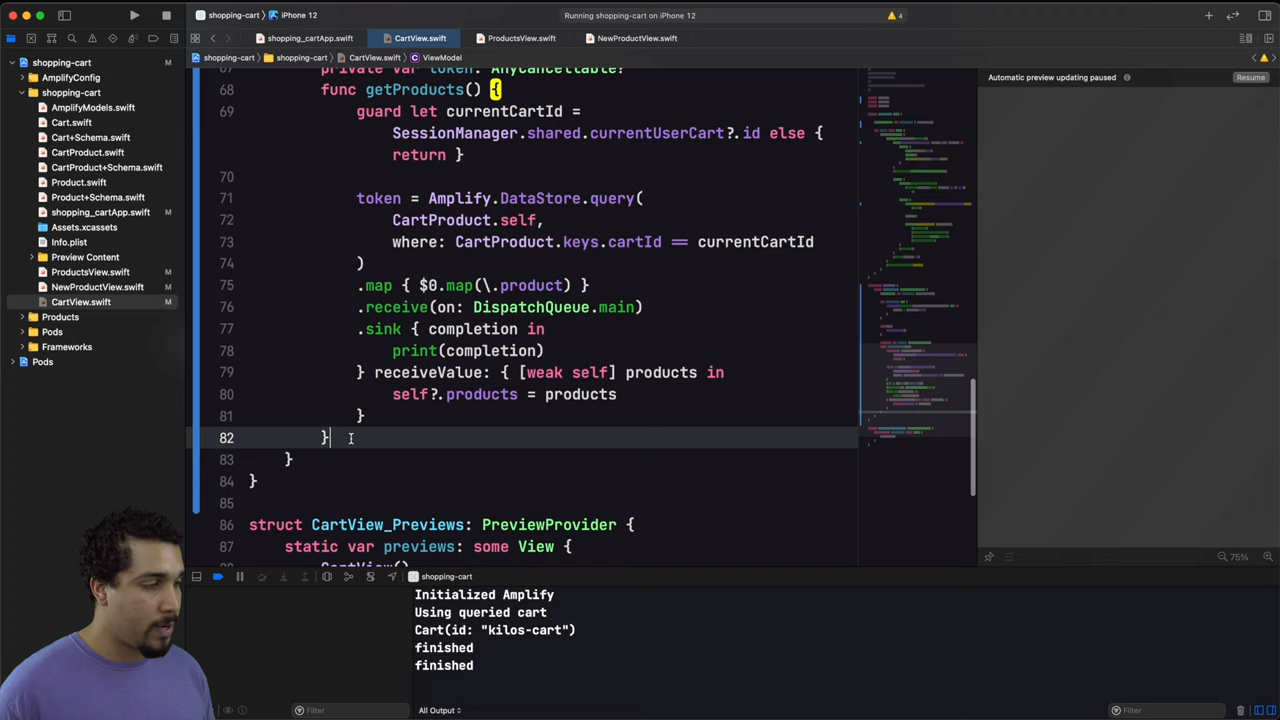 shopping-cart ⟩ iPhone 12
Running shopping-cart on iPhone 12
4
shopping_cartApp.swift
CartView.swift
ProductsView.swift
NewProductView.swift
shopping-cart ⟩ shopping-cart ⟩ CartView.swift ⟩ ViewModel
shopping-cart
AmplifyConfig
shopping-cart
AmplifyModels.swift
Cart.swift
Cart+Schema.swift
CartProduct.swift
CartProduct+Schema.swift
Product.swift
Product+Schema.swift
shopping_cartApp.swift M
Assets.xcassets
Info.plist
Preview Content
ProductsView.swift M
NewProductView.swift M
CartView.swift M
Products
Pods
Frameworks
Pods
67 private var token: AnyCancellable?
68 func getProducts() {
69 guard let currentCartId =
SessionManager.shared.currentUserCart?.id else {
return }
70
71 token = Amplify.DataStore.query(
72 CartProduct.self,
73 where: CartProduct.keys.cartId == currentCartId
74 )
75 .map { $0.map(\.product) }
76 .receive(on: DispatchQueue.main)
77 .sink { completion in
78 print(completion)
79 } receiveValue: { [weak self] products in
80 self?.products = products
81 }
82 }
83 }
84 }
85
86 struct CartView_Previews: PreviewProvider {
87 static var previews: some View {
CartView()
Automatic preview updating paused
Resume
75%
shopping-cart
Initialized Amplify
Using queried cart
Cart(id: "kilos-cart")
finished
finished
Filter
All Output
Filter